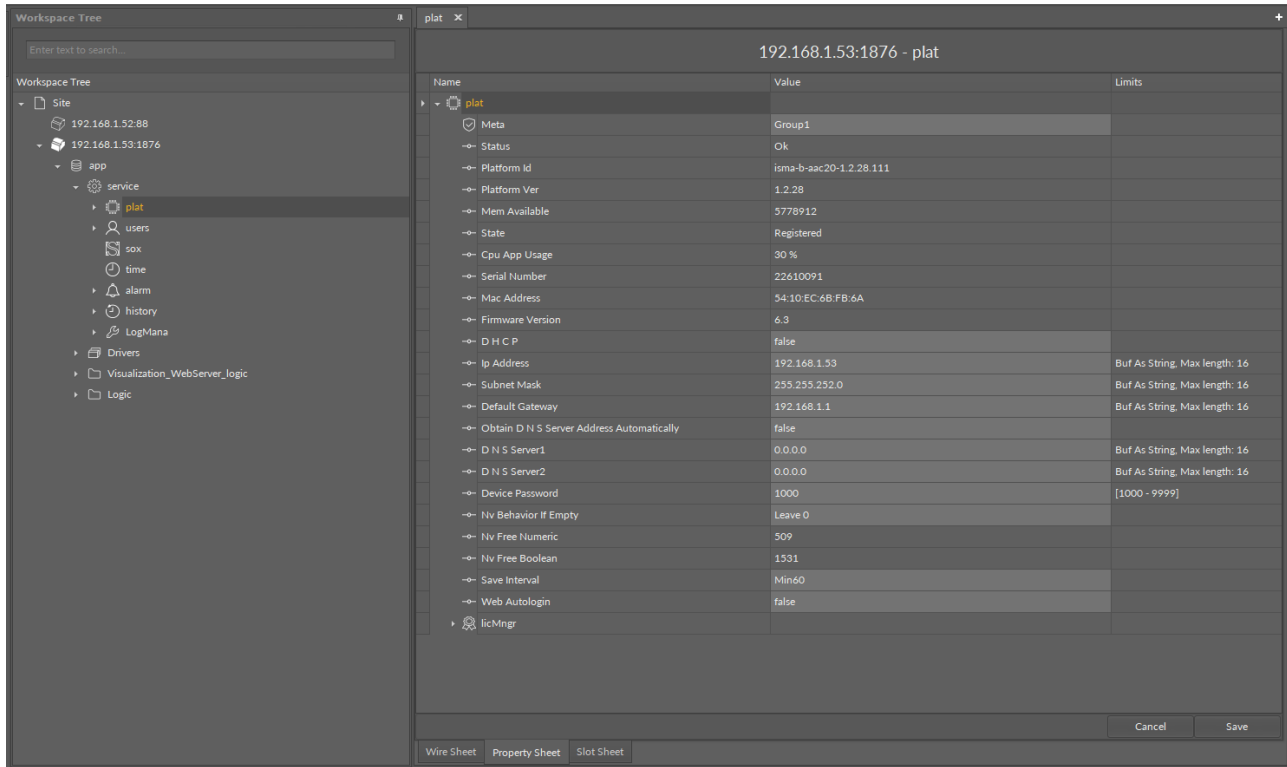 Workspace Tree
Enter text to search...
Workspace Tree
Site
192.168.1.52:88
192.168.1.53:1876
app
service
plat
users
sox
time
alarm
history
LogMana
Drivers
Visualization_WebServer_logic
Logic
plat
192.168.1.53:1876 - plat
Name Value Limits
plat
Meta Group1
Status Ok
Platform Id isma-b-aac20-1.2.28.111
Platform Ver 1.2.28
Mem Available 5778912
State Registered
Cpu App Usage 30 %
Serial Number 22610091
Mac Address 54:10:EC:6B:FB:6A
Firmware Version 6.3
D H C P false
Ip Address 192.168.1.53 Buf As String, Max length: 16
Subnet Mask 255.255.252.0 Buf As String, Max length: 16
Default Gateway 192.168.1.1 Buf As String, Max length: 16
Obtain D N S Server Address Automatically false
D N S Server1 0.0.0.0 Buf As String, Max length: 16
D N S Server2 0.0.0.0 Buf As String, Max length: 16
Device Password 1000 [1000 - 9999]
Nv Behavior If Empty Leave 0
Nv Free Numeric 509
Nv Free Boolean 1531
Save Interval Min60
Web Autologin false
licMngr
Cancel Save
Wire Sheet Property Sheet Slot Sheet